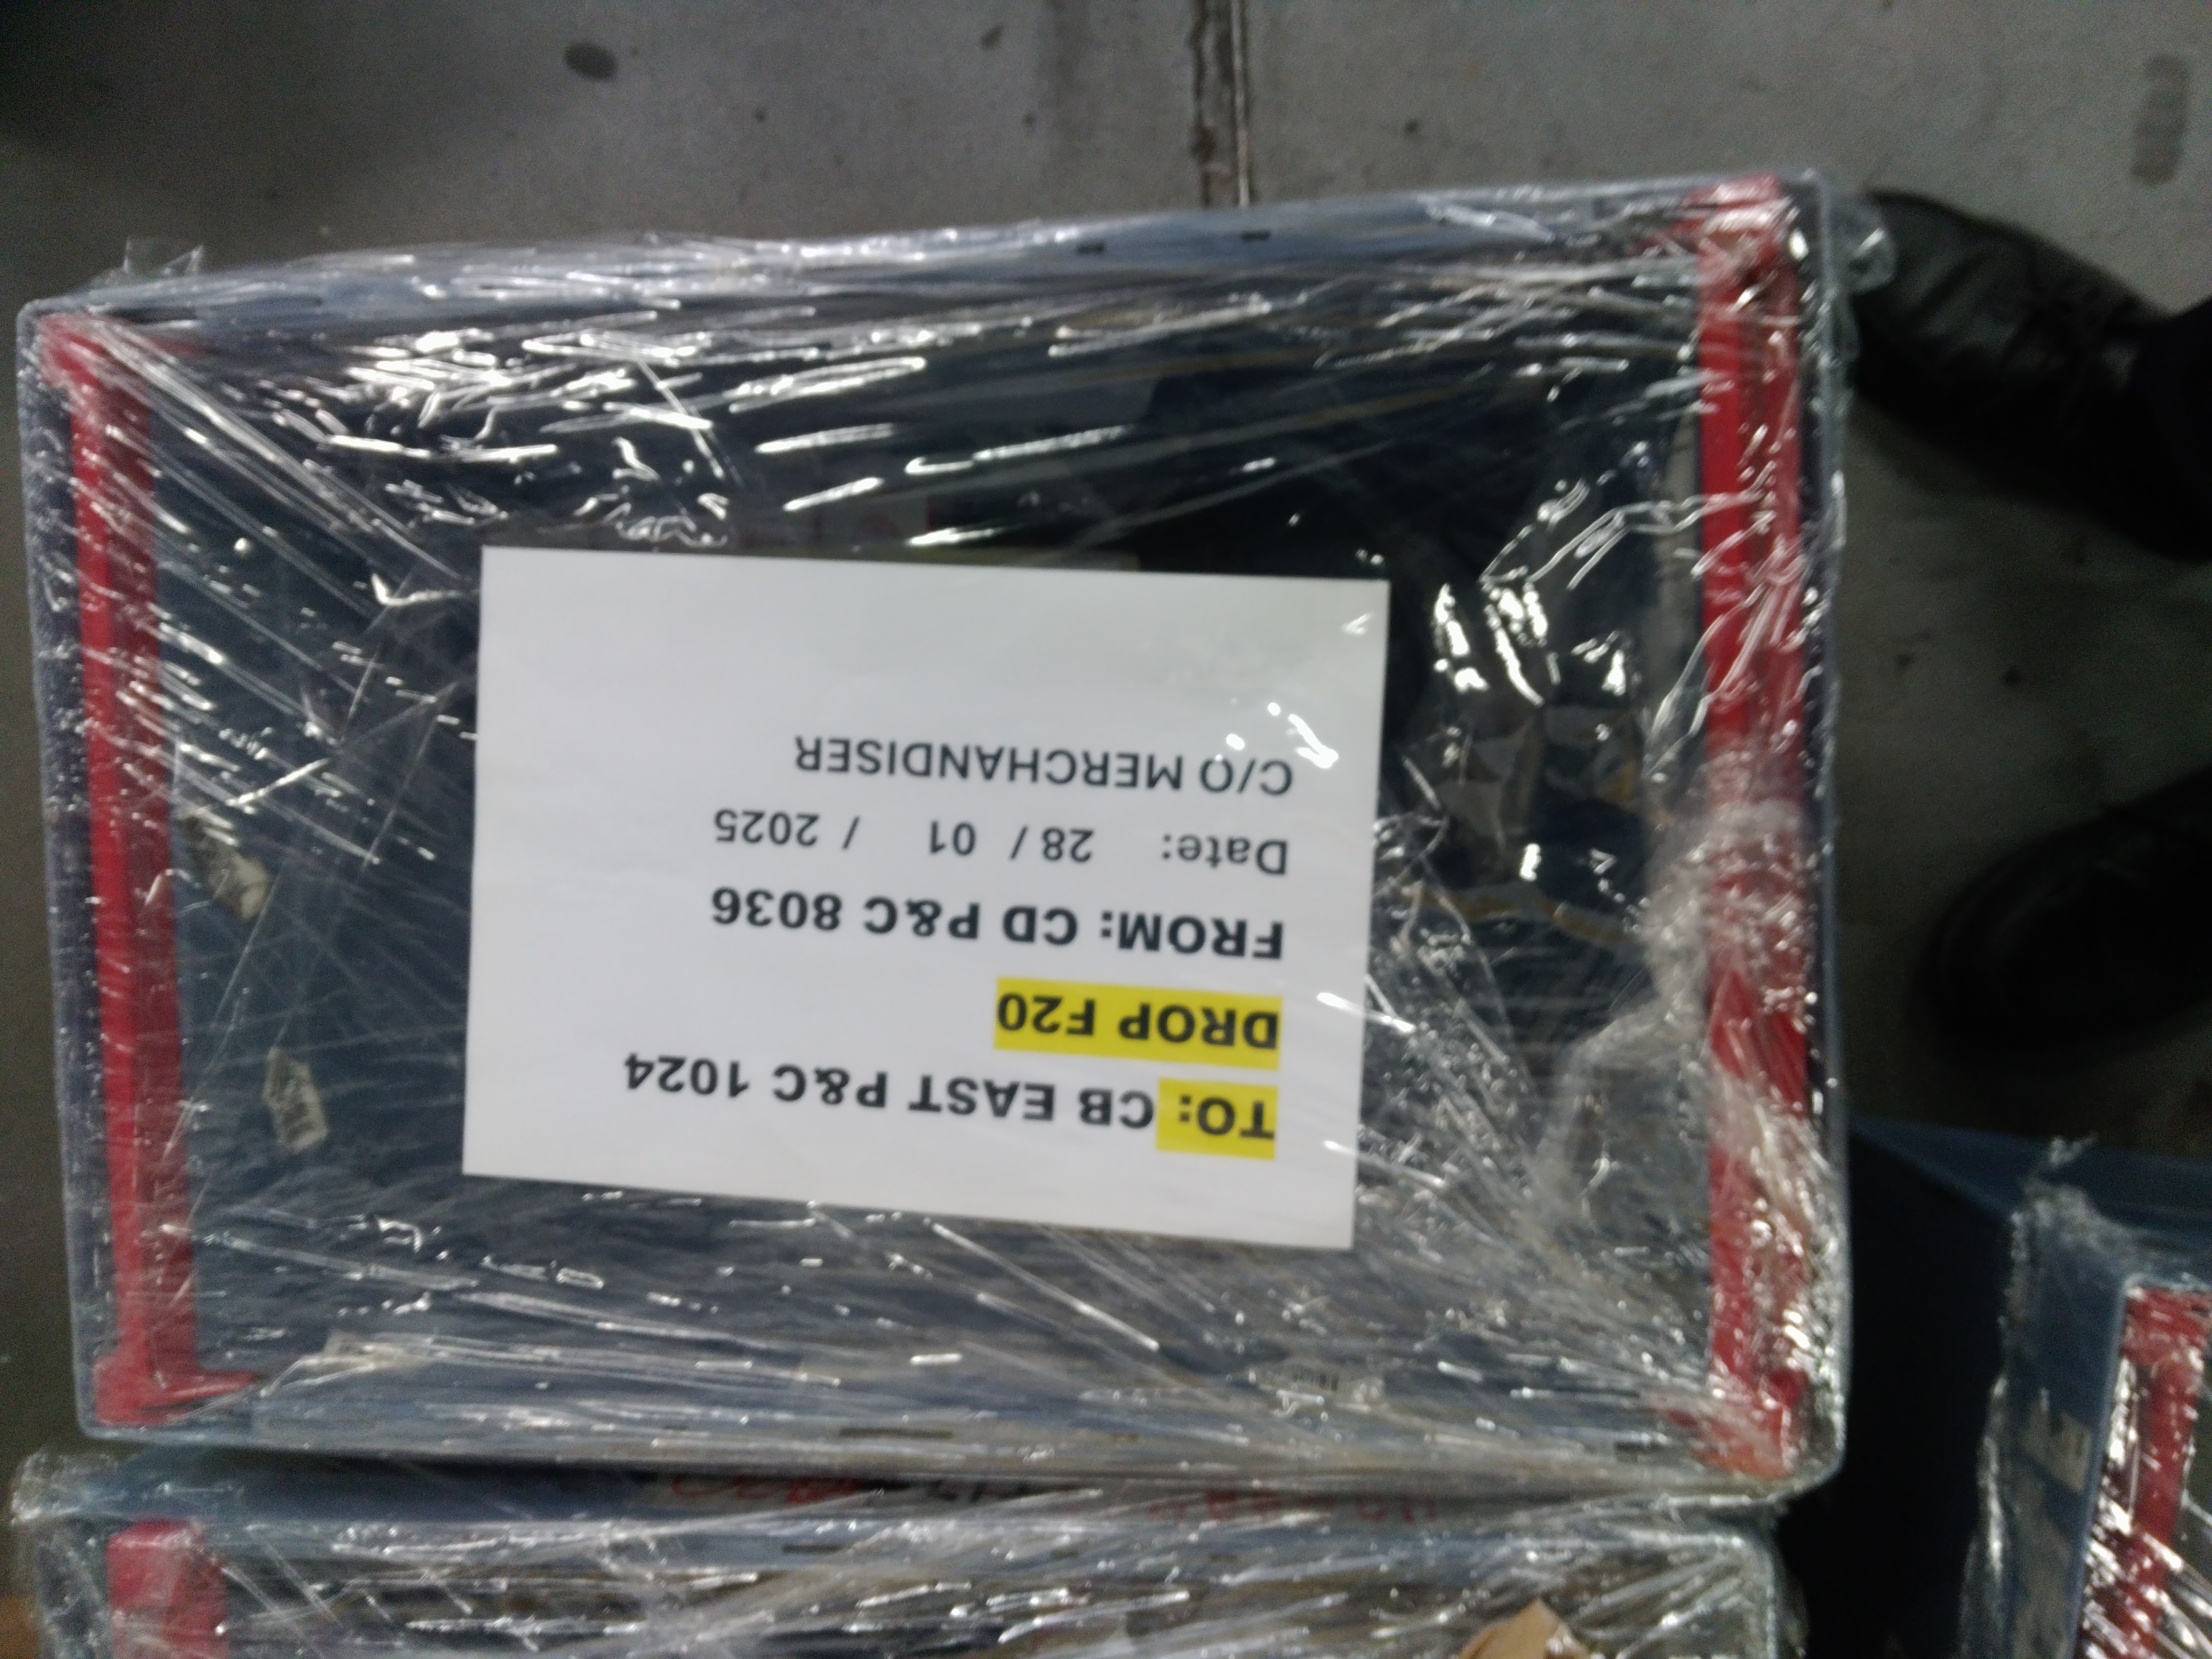 TO: CB EAST P&C 1024
DROP F20
FROM: CD P&C 8036
Date: 28 / 01 / 2025
C/O MERCHANDISER